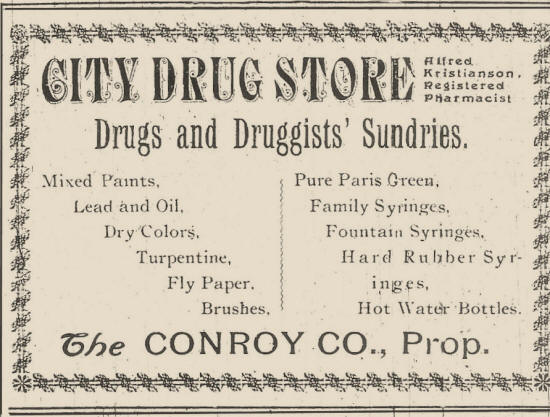 CITY DRUG STORE
Alfred
Kristianson,
Registered
Pharmacist
Drugs and Druggists' Sundries.
Mixed Paints,
Lead and Oil,
Dry Colors,
Turpentine,
Fly Paper,
Brushes,
Pure Paris Green,
Family Syringes,
Fountain Syringes,
Hard Rubber Syr-
inges,
Hot Water Bottles.
The CONROY CO., Prop.